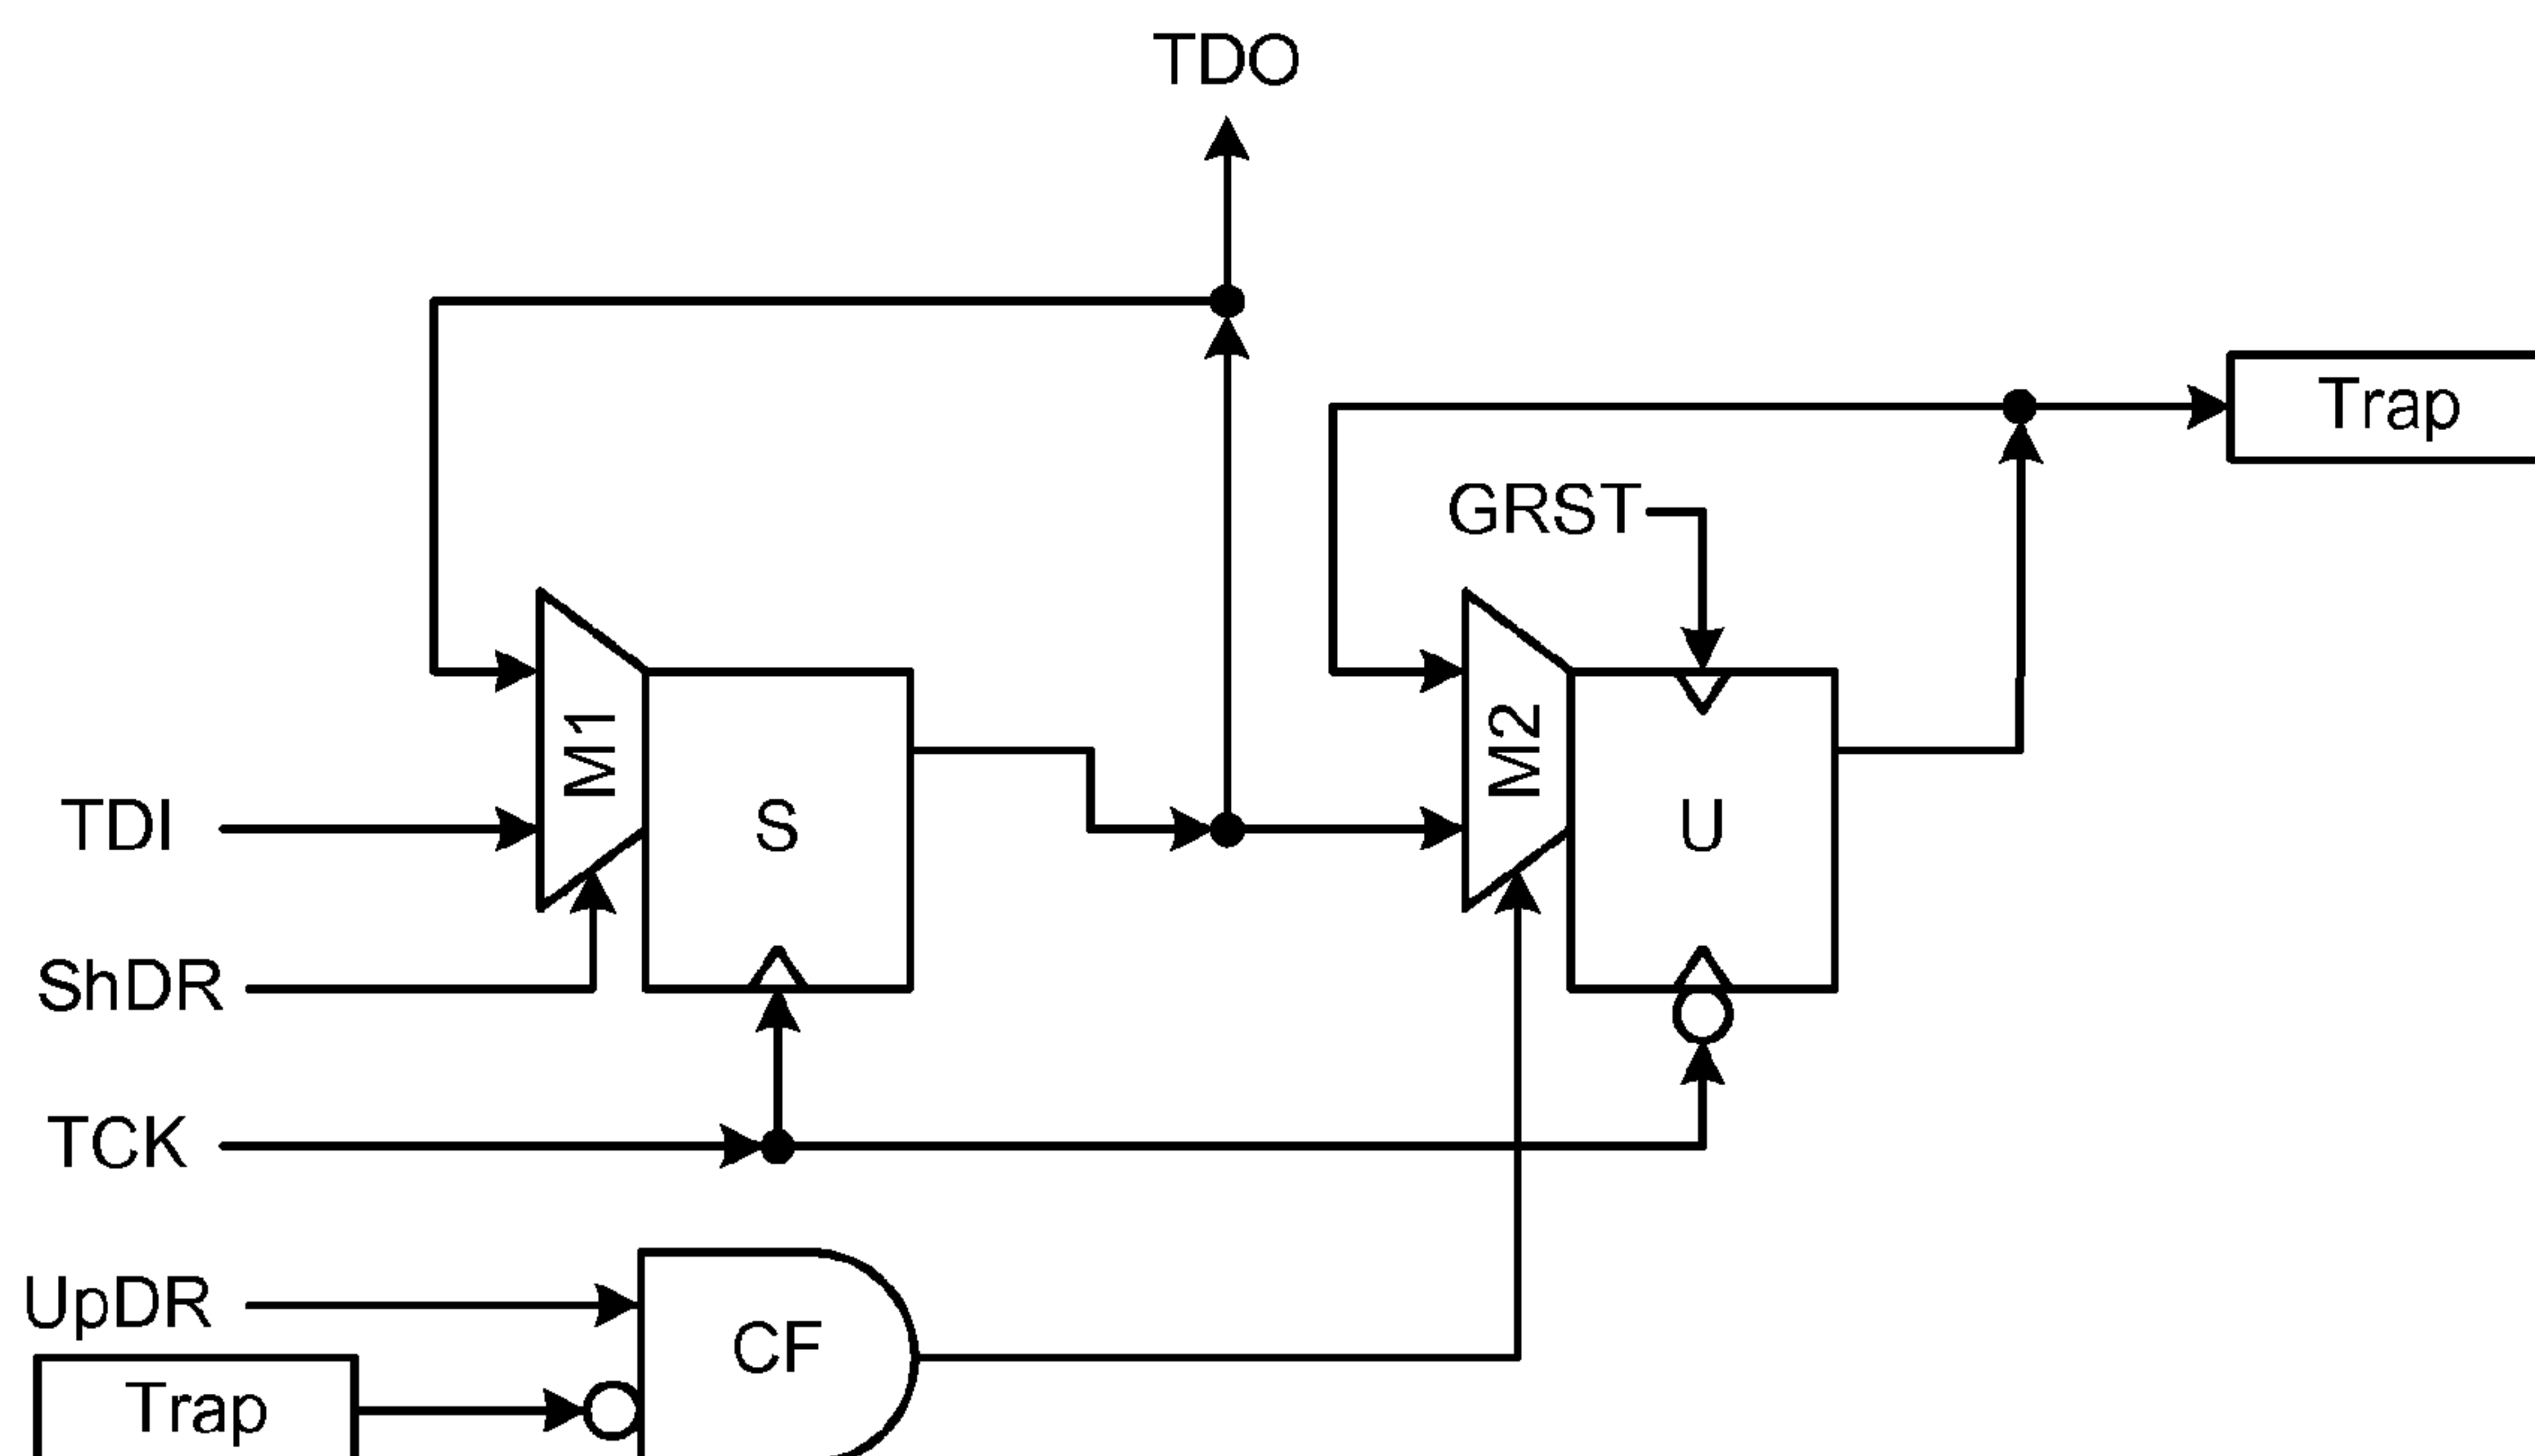 TDO
Trap
GRST
M1
M2
TDI
S
U
ShDR
TCK
UpDR
CF
Trap